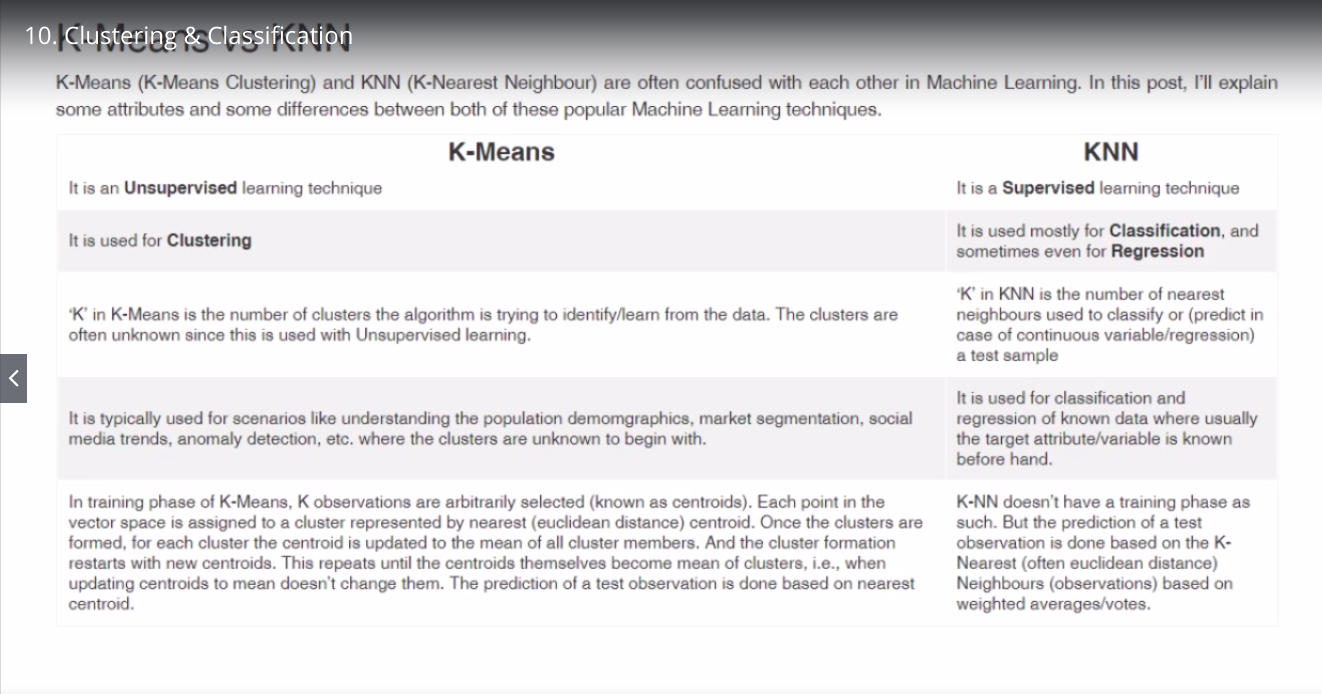 10. Clustering & Classification
K-Means vs KNN
K-Means (K-Means Clustering) and KNN (K-Nearest Neighbour) are often confused with each other in Machine Learning. In this post, I'll explain
some attributes and some differences between both of these popular Machine Learning techniques.
K-Means
KNN
It is an Unsupervised learning technique
It is a Supervised learning technique
It is used for Clustering
It is used mostly for Classification, and
sometimes even for Regression
'K' in K-Means is the number of clusters the algorithm is trying to identify/learn from the data. The clusters are
often unknown since this is used with Unsupervised learning.
'K' in KNN is the number of nearest
neighbours used to classify or (predict in
case of continuous variable/regression)
a test sample
It is typically used for scenarios like understanding the population demomgraphics, market segmentation, social
media trends, anomaly detection, etc. where the clusters are unknown to begin with.
It is used for classification and
regression of known data where usually
the target attribute/variable is known
before hand.
In training phase of K-Means, K observations are arbitrarily selected (known as centroids). Each point in the
vector space is assigned to a cluster represented by nearest (euclidean distance) centroid. Once the clusters are
formed, for each cluster the centroid is updated to the mean of all cluster members. And the cluster formation
restarts with new centroids. This repeats until the centroids themselves become mean of clusters, i.e., when
updating centroids to mean doesn't change them. The prediction of a test observation is done based on nearest
centroid.
K-NN doesn't have a training phase as
such. But the prediction of a test
observation is done based on the K-
Nearest (often euclidean distance)
Neighbours (observations) based on
weighted averages/votes.